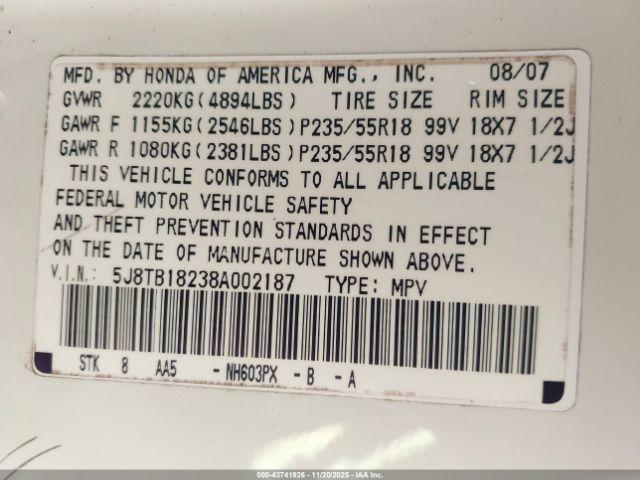 MFD. BY HONDA OF AMERICA MFG., INC. 08/07
GVWR 2220KG(4894LBS) TIRE SIZE RIM SIZE
GAWR F 1155KG(2546LBS)P235/55R18 99V 18X7 1/2J
GAWR R 1080KG(2381LBS)P235/55R18 99V 18X7 1/2J
THIS VEHICLE CONFORMS TO ALL APPLICABLE
FEDERAL MOTOR VEHICLE SAFETY
AND THEFT PREVENTION STANDARDS IN EFFECT
ON THE DATE OF MANUFACTURE SHOWN ABOVE.
V.I.N.: 5J8TB18238A002187 TYPE: MPV
STK 8 AA5 -NH603PX -B -A
000-43741926 - 11/20/2025 - IAA Inc.